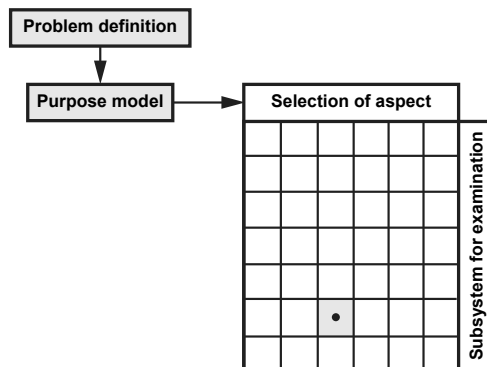 Problem definition
Purpose model
Selection of aspect
Subsystem for examination